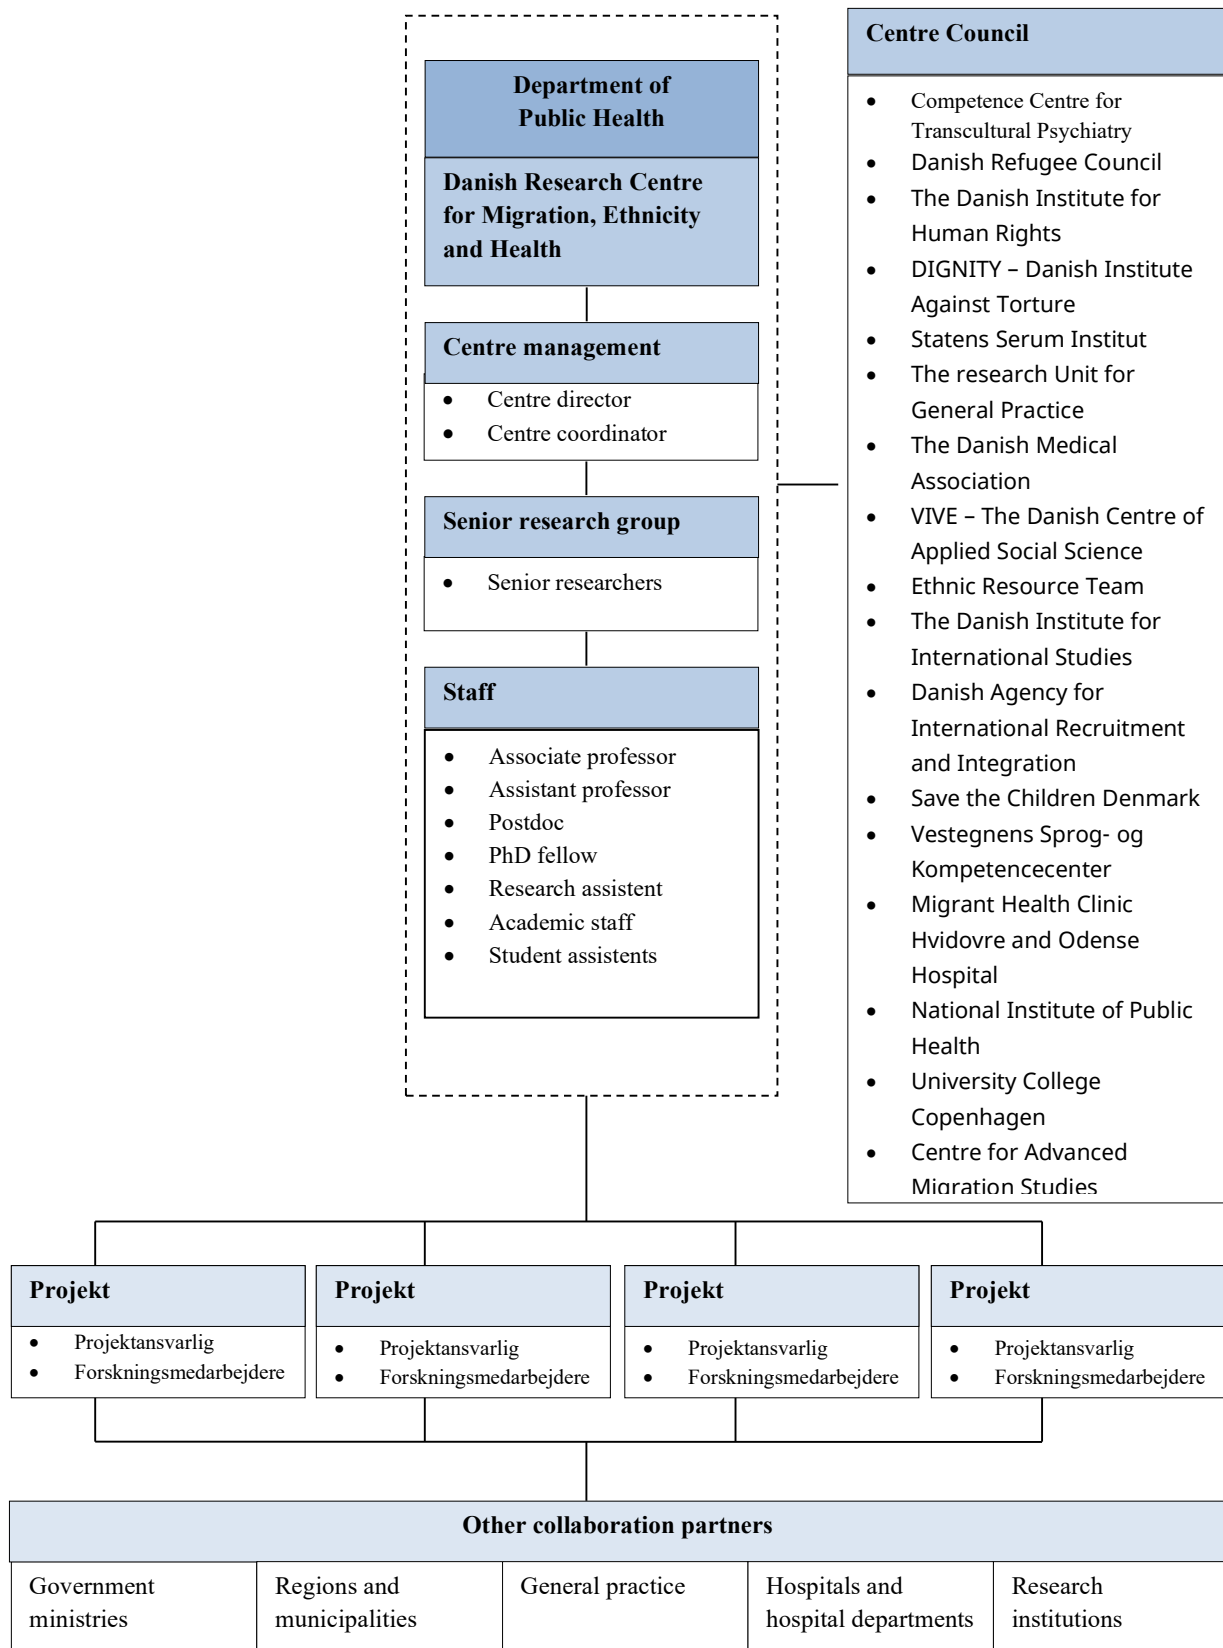 Department of
Public Health
Danish Research Centre
for Migration, Ethnicity
and Health
Centre management
• Centre director
• Centre coordinator
Senior research group
• Senior researchers
Staff
• Associate professor
• Assistant professor
• Postdoc
• PhD fellow
• Research assistent
• Academic staff
• Student assistents
Centre Council
• Competence Centre for
Transcultural Psychiatry
• Danish Refugee Council
• The Danish Institute for
Human Rights
• DIGNITY – Danish Institute
Against Torture
• Statens Serum Institut
• The research Unit for
General Practice
• The Danish Medical
Association
• VIVE – The Danish Centre of
Applied Social Science
• Ethnic Resource Team
• The Danish Institute for
International Studies
• Danish Agency for
International Recruitment
and Integration
• Save the Children Denmark
• Vestegnens Sprog- og
Kompetencecenter
• Migrant Health Clinic
Hvidovre and Odense
Hospital
• National Institute of Public
Health
• University College
Copenhagen
• Centre for Advanced
Migration Studies
Projekt
• Projektansvarlig
• Forskningsmedarbejdere
Projekt
• Projektansvarlig
• Forskningsmedarbejdere
Projekt
• Projektansvarlig
• Forskningsmedarbejdere
Projekt
• Projektansvarlig
• Forskningsmedarbejdere
Other collaboration partners
Government
ministries
Regions and
municipalities
General practice
Hospitals and
hospital departments
Research
institutions